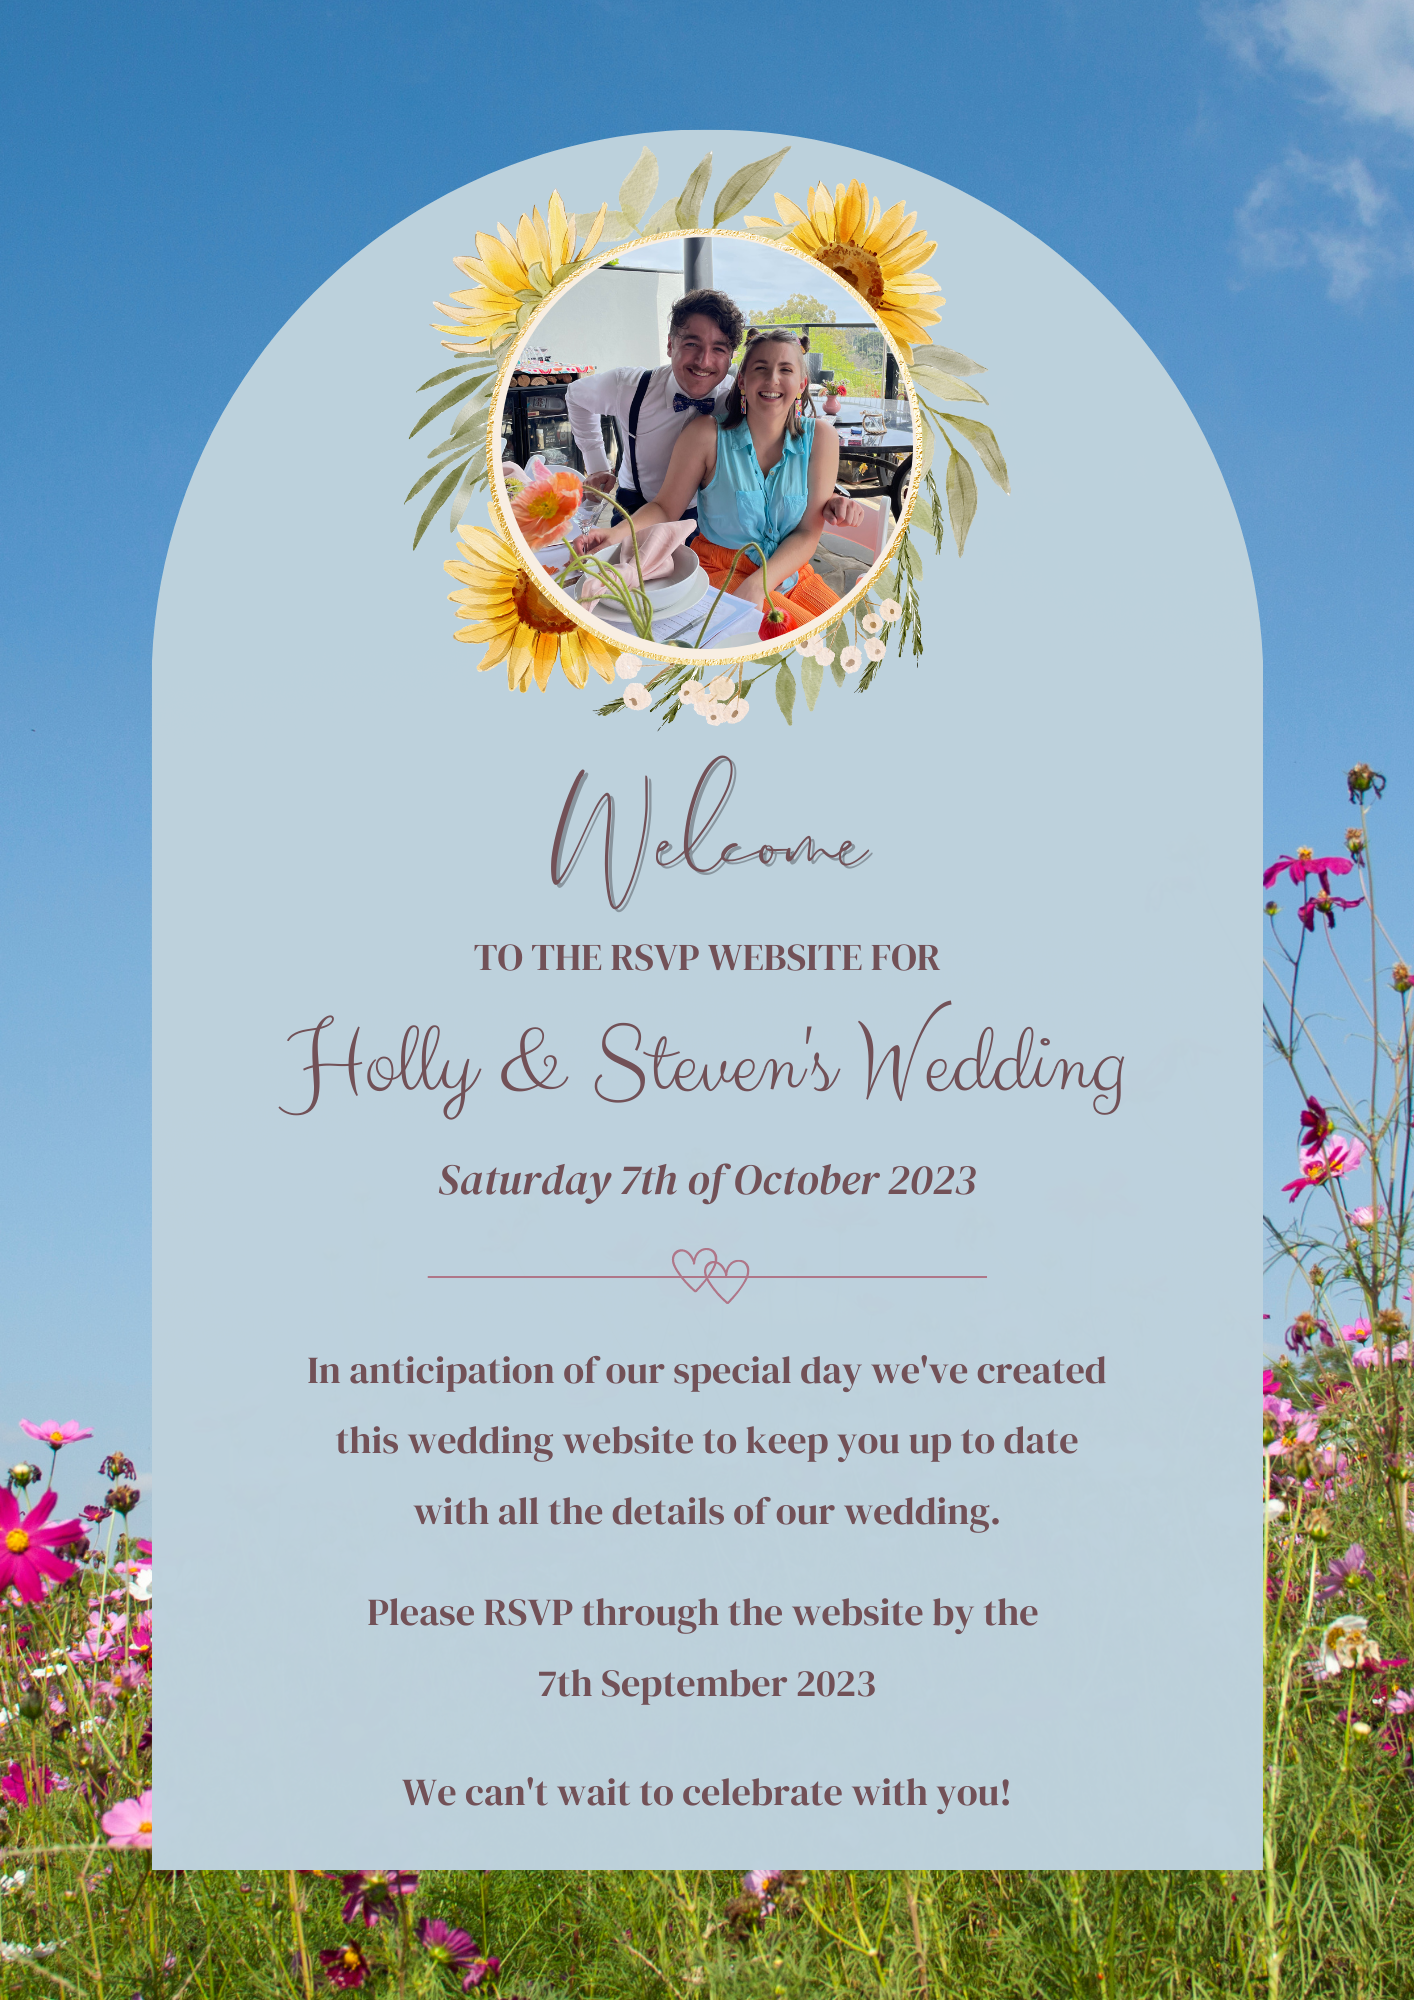 Welcome
TO THE RSVP WEBSITE FOR
Holly & Steven's Wedding
Saturday 7th of October 2023
In anticipation of our special day we've created
this wedding website to keep you up to date
with all the details of our wedding.
Please RSVP through the website by the
7th September 2023
We can't wait to celebrate with you!